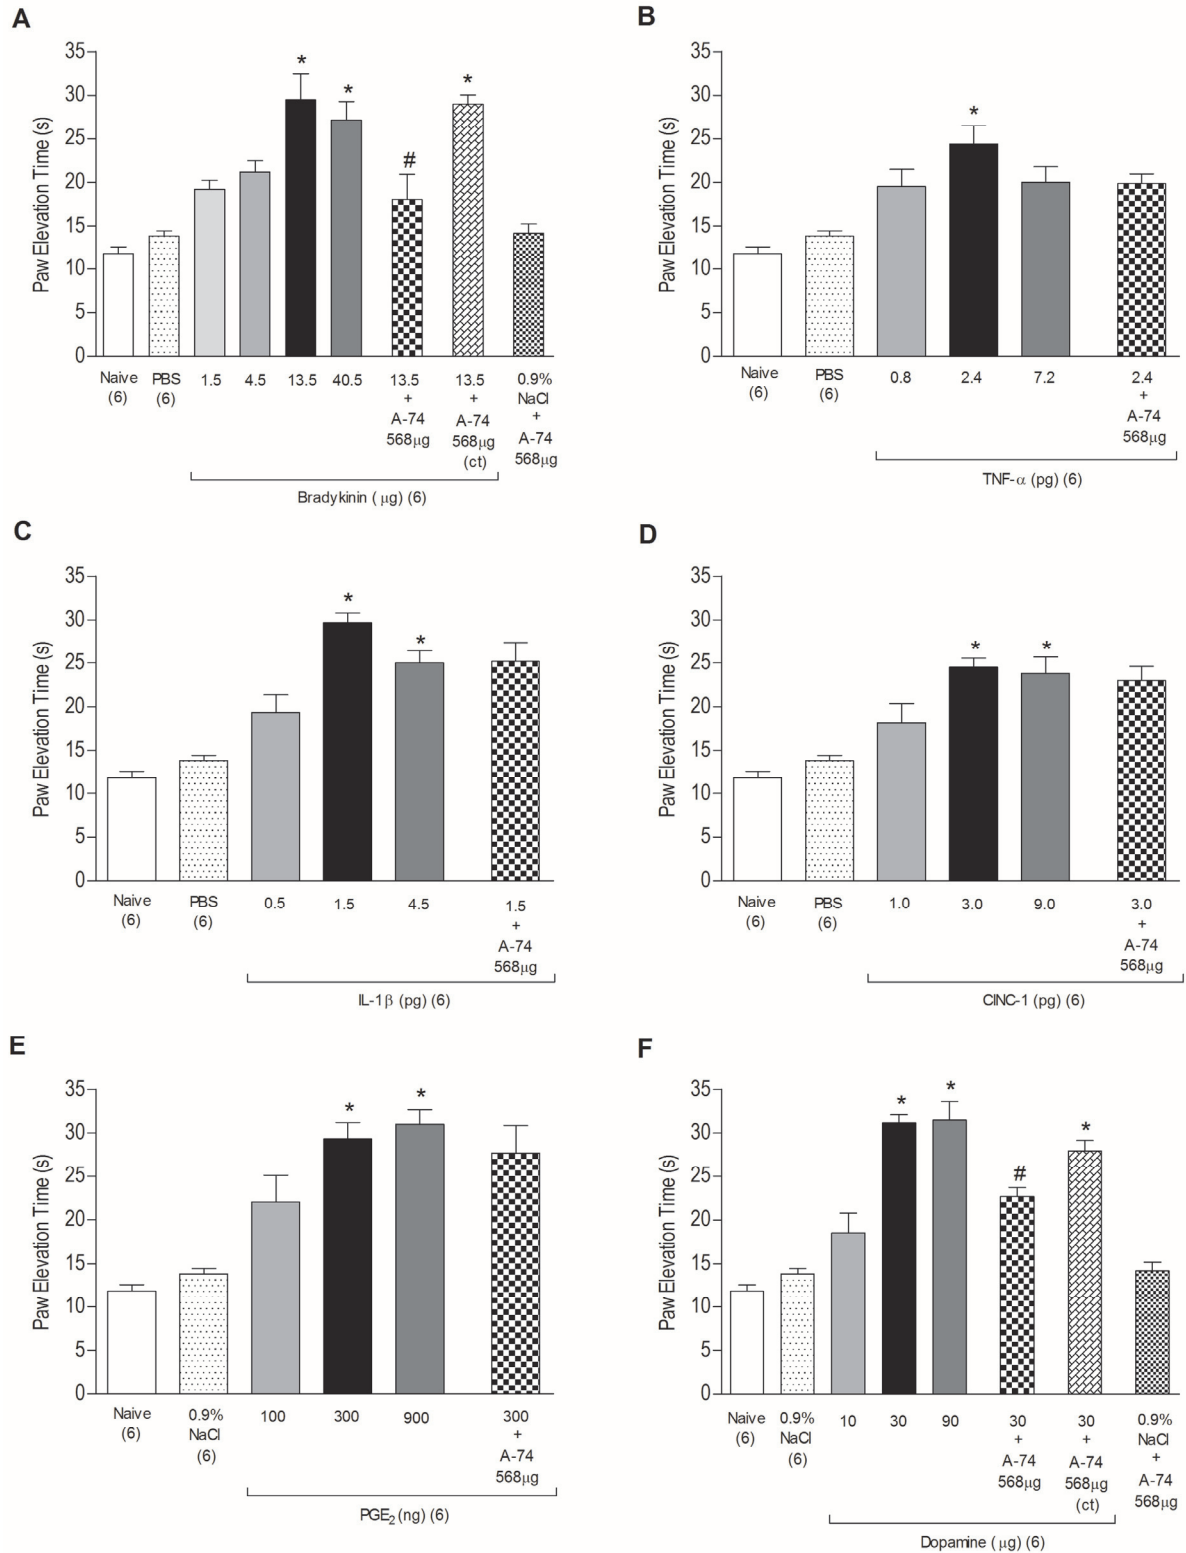 A
Paw Elevation Time (s)
35
30
25
20
15
10
5
0
*
*
#
*
Naive
(6)
PBS
(6)
1.5
4.5
13.5
40.5
13.5
+
A-74
568µg
13.5
+
A-74
568µg
(ct)
0.9%
NaCl
+
A-74
568µg
Bradykinin ( µg) (6)
B
Paw Elevation Time (s)
35
30
25
20
15
10
5
0
*
Naive
(6)
PBS
(6)
0.8
2.4
7.2
2.4
+
A-74
568µg
TNF-α (pg) (6)
C
Paw Elevation Time (s)
35
30
25
20
15
10
5
0
*
*
Naive
(6)
PBS
(6)
0.5
1.5
4.5
1.5
+
A-74
568µg
IL-1β (pg) (6)
D
Paw Elevation Time (s)
35
30
25
20
15
10
5
0
*
*
Naive
(6)
PBS
(6)
1.0
3.0
9.0
3.0
+
A-74
568µg
CINC-1 (pg) (6)
E
Paw Elevation Time (s)
35
30
25
20
15
10
5
0
*
*
Naive
(6)
0.9%
NaCl
(6)
100
300
900
300
+
A-74
568µg
PGE₂ (ng) (6)
F
Paw Elevation Time (s)
35
30
25
20
15
10
5
0
*
*
#
*
Naive
(6)
0.9%
NaCl
(6)
10
30
90
30
+
A-74
568µg
30
+
A-74
568µg
(ct)
0.9%
NaCl
+
A-74
568µg
Dopamine ( µg) (6)